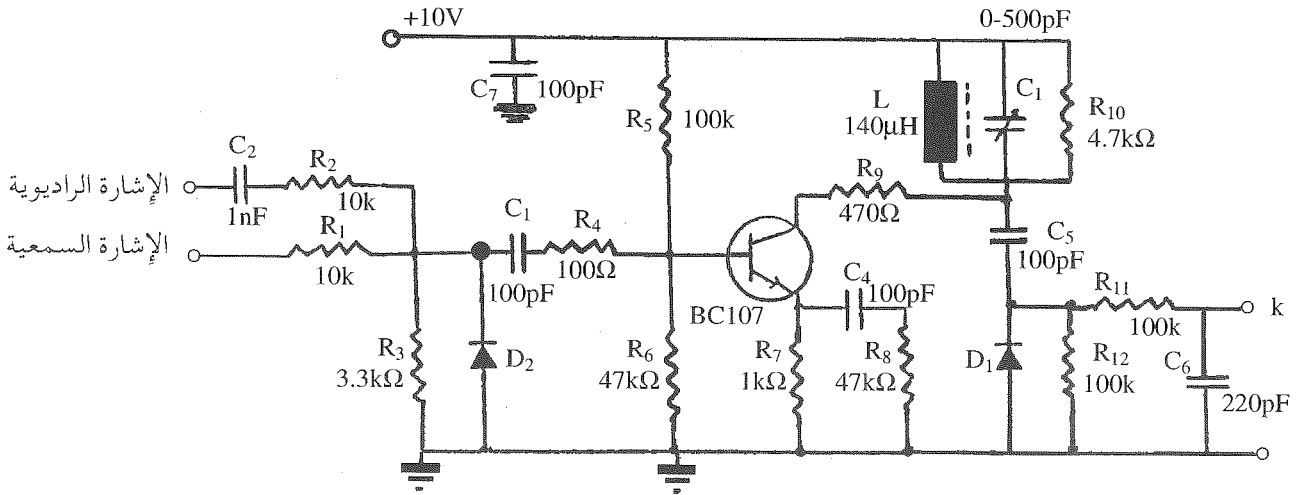 +10V
0-500pF
C₇
100pF
R₅
100k
L
140µH
C₁
R₁₀
4.7kΩ
الإشارة الراديوية
C₂
1nF
R₂
10k
الإشارة السمعية
R₁
10k
C₁
100pF
R₄
100Ω
R₉
470Ω
C₅
100pF
BC107
C₄
100pF
R₁₁
100k
k
R₃
3.3kΩ
D₂
R₆
47kΩ
R₇
1kΩ
R₈
47kΩ
D₁
R₁₂
100k
C₆
220pF